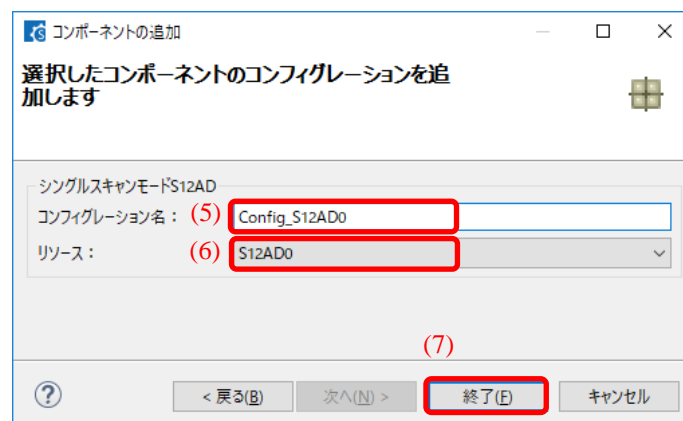 コンポーネントの追加
選択したコンポーネントのコンフィグレーションを追
加します
シングルスキャンモードS12AD
コンフィグレーション名： (5) Config_S12AD0
リソース： (6) S12AD0
(7)
< 戻る(B) 次へ(N) > 終了(F) キャンセル